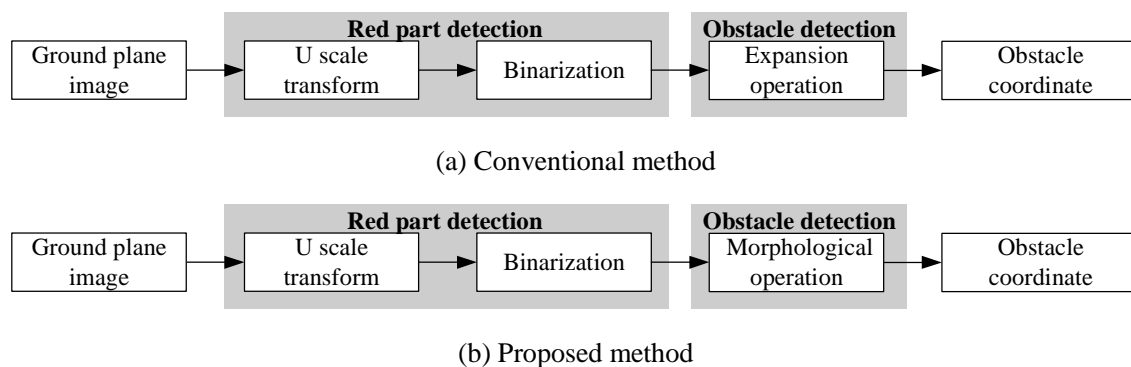 Red part detection
Obstacle detection
Ground plane
image
U scale
transform
Binarization
Expansion
operation
Obstacle
coordinate
(a) Conventional method
Red part detection
Obstacle detection
Ground plane
image
U scale
transform
Binarization
Morphological
operation
Obstacle
coordinate
(b) Proposed method